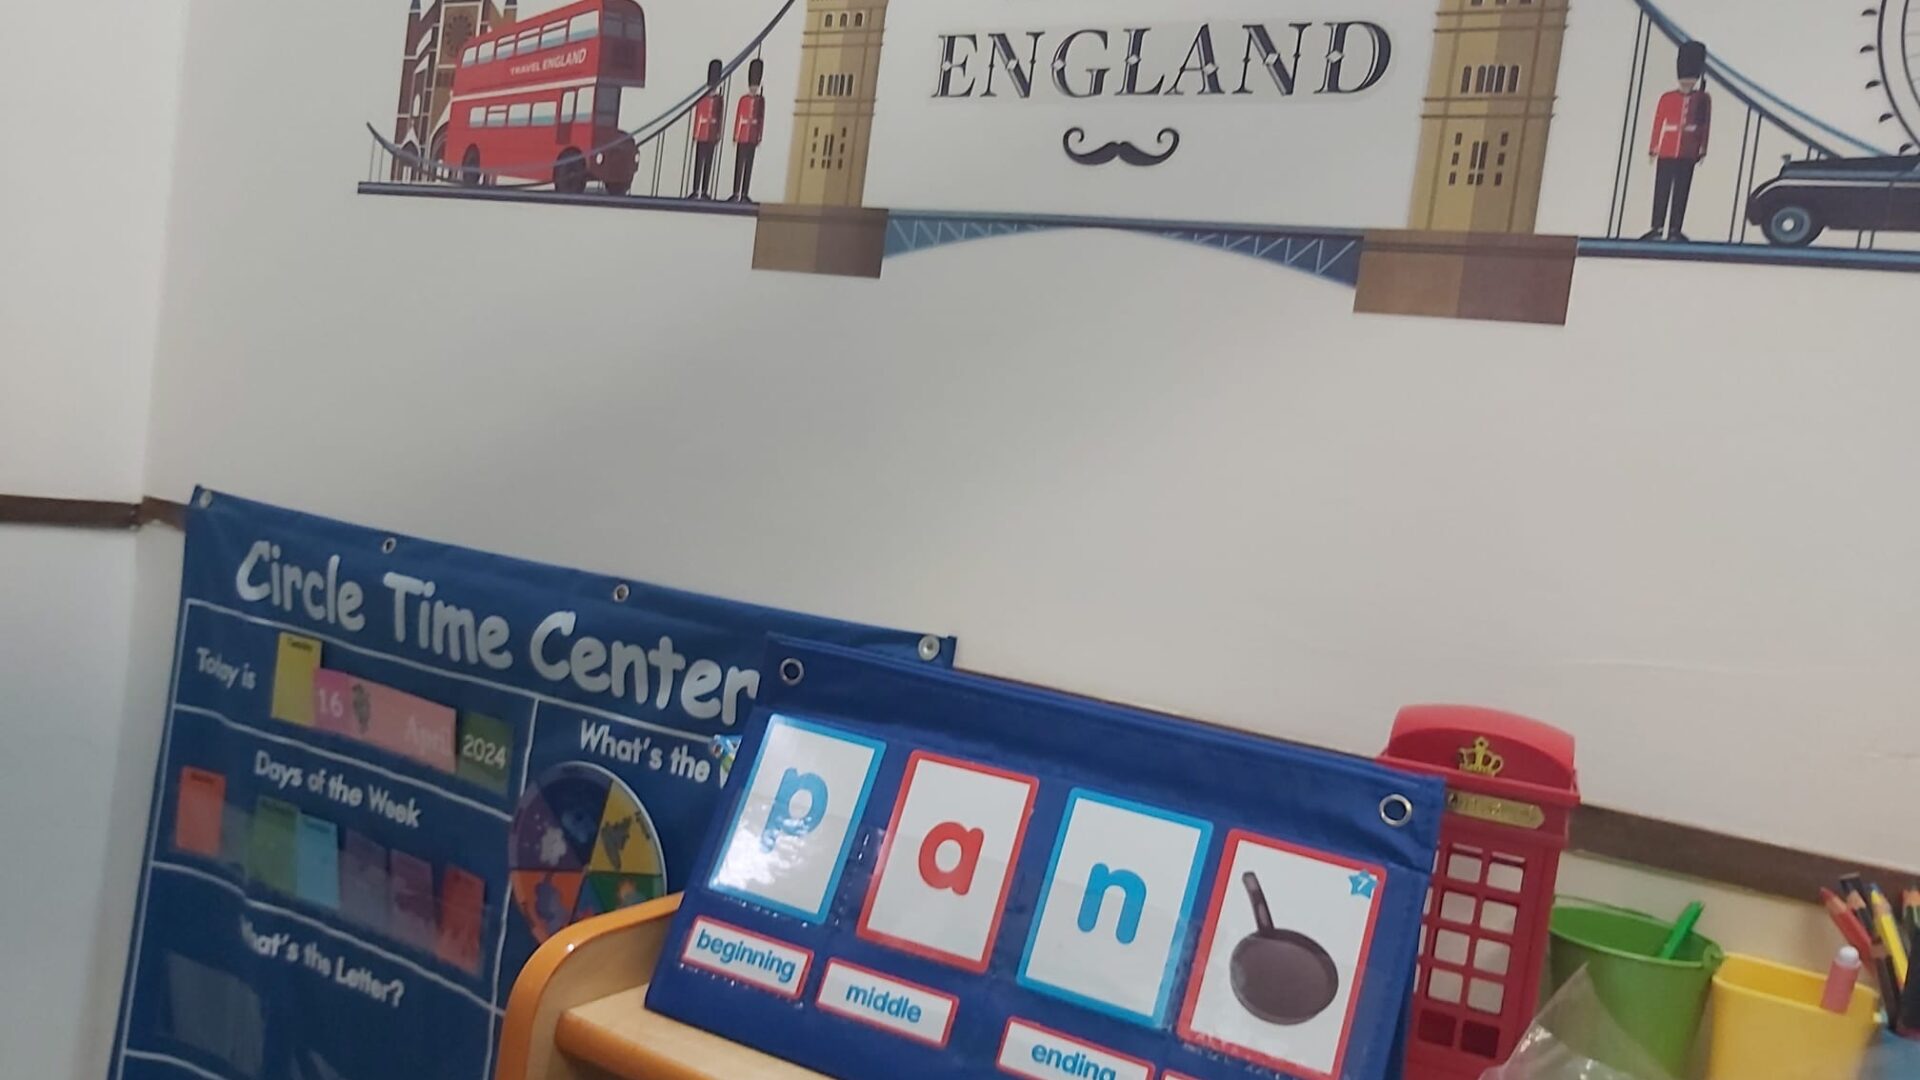 TRAVEL ENGLAND
ENGLAND
Circle Time Center
Today is
16
April
2024
What's the
Days of the Week
What's the Letter?
p
a
n
7
beginning
middle
ending